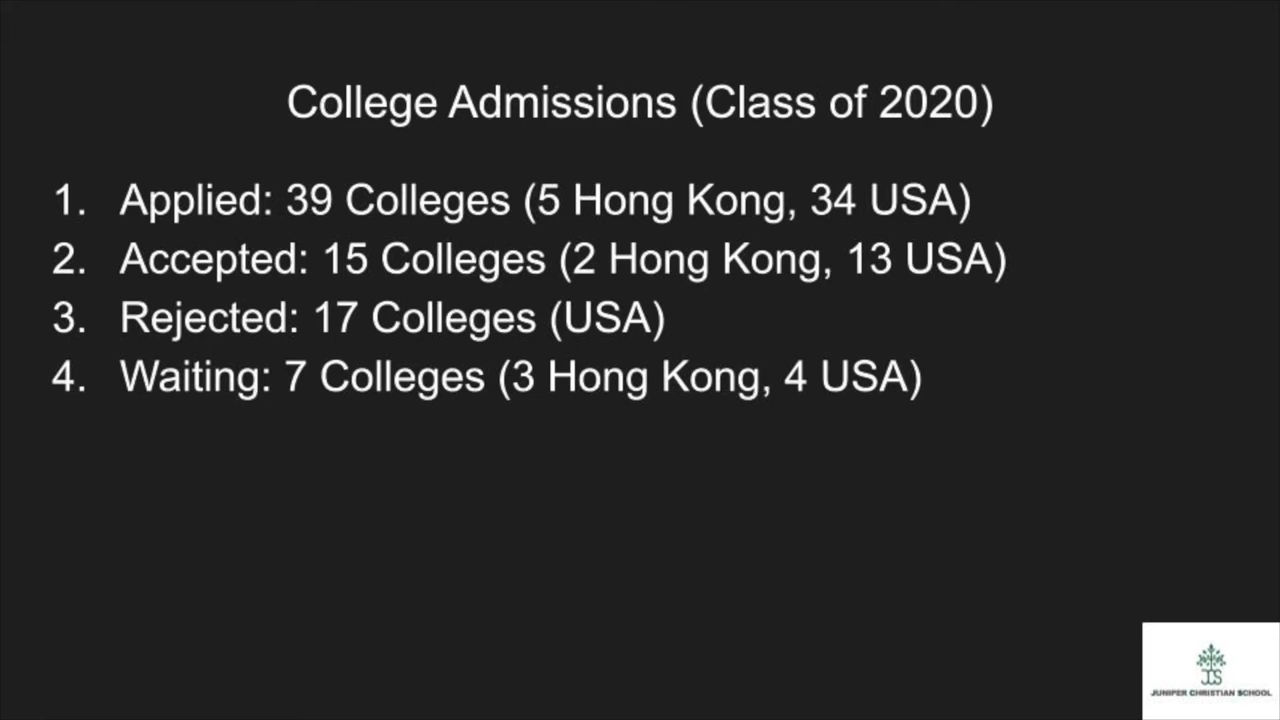 College Admissions (Class of 2020)
1. Applied: 39 Colleges (5 Hong Kong, 34 USA)
2. Accepted: 15 Colleges (2 Hong Kong, 13 USA)
3. Rejected: 17 Colleges (USA)
4. Waiting: 7 Colleges (3 Hong Kong, 4 USA)
JCS
JUNIPER CHRISTIAN SCHOOL